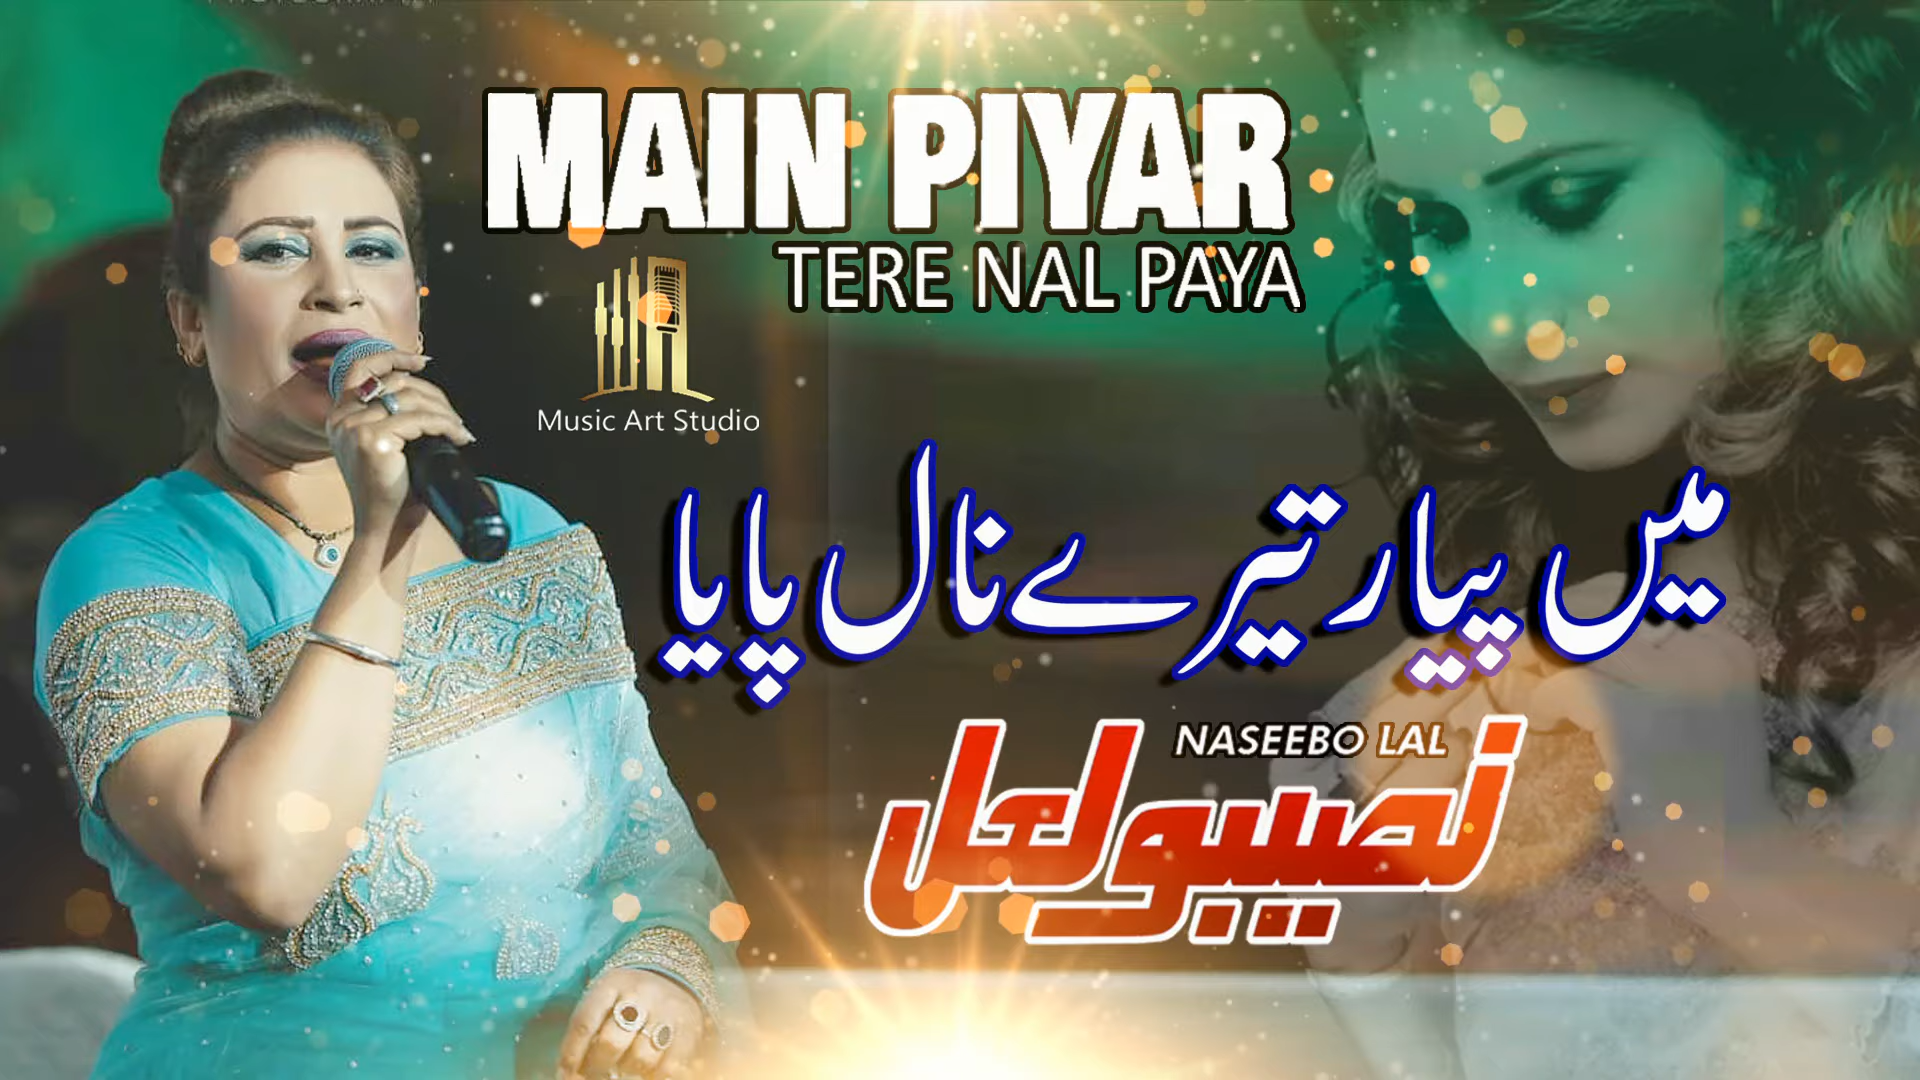 MAIN PIYAR
TERE NAL PAYA
Music Art Studio
میں پیار تیرے نال پایا
NASEEBO LAL
نصیبو لعل